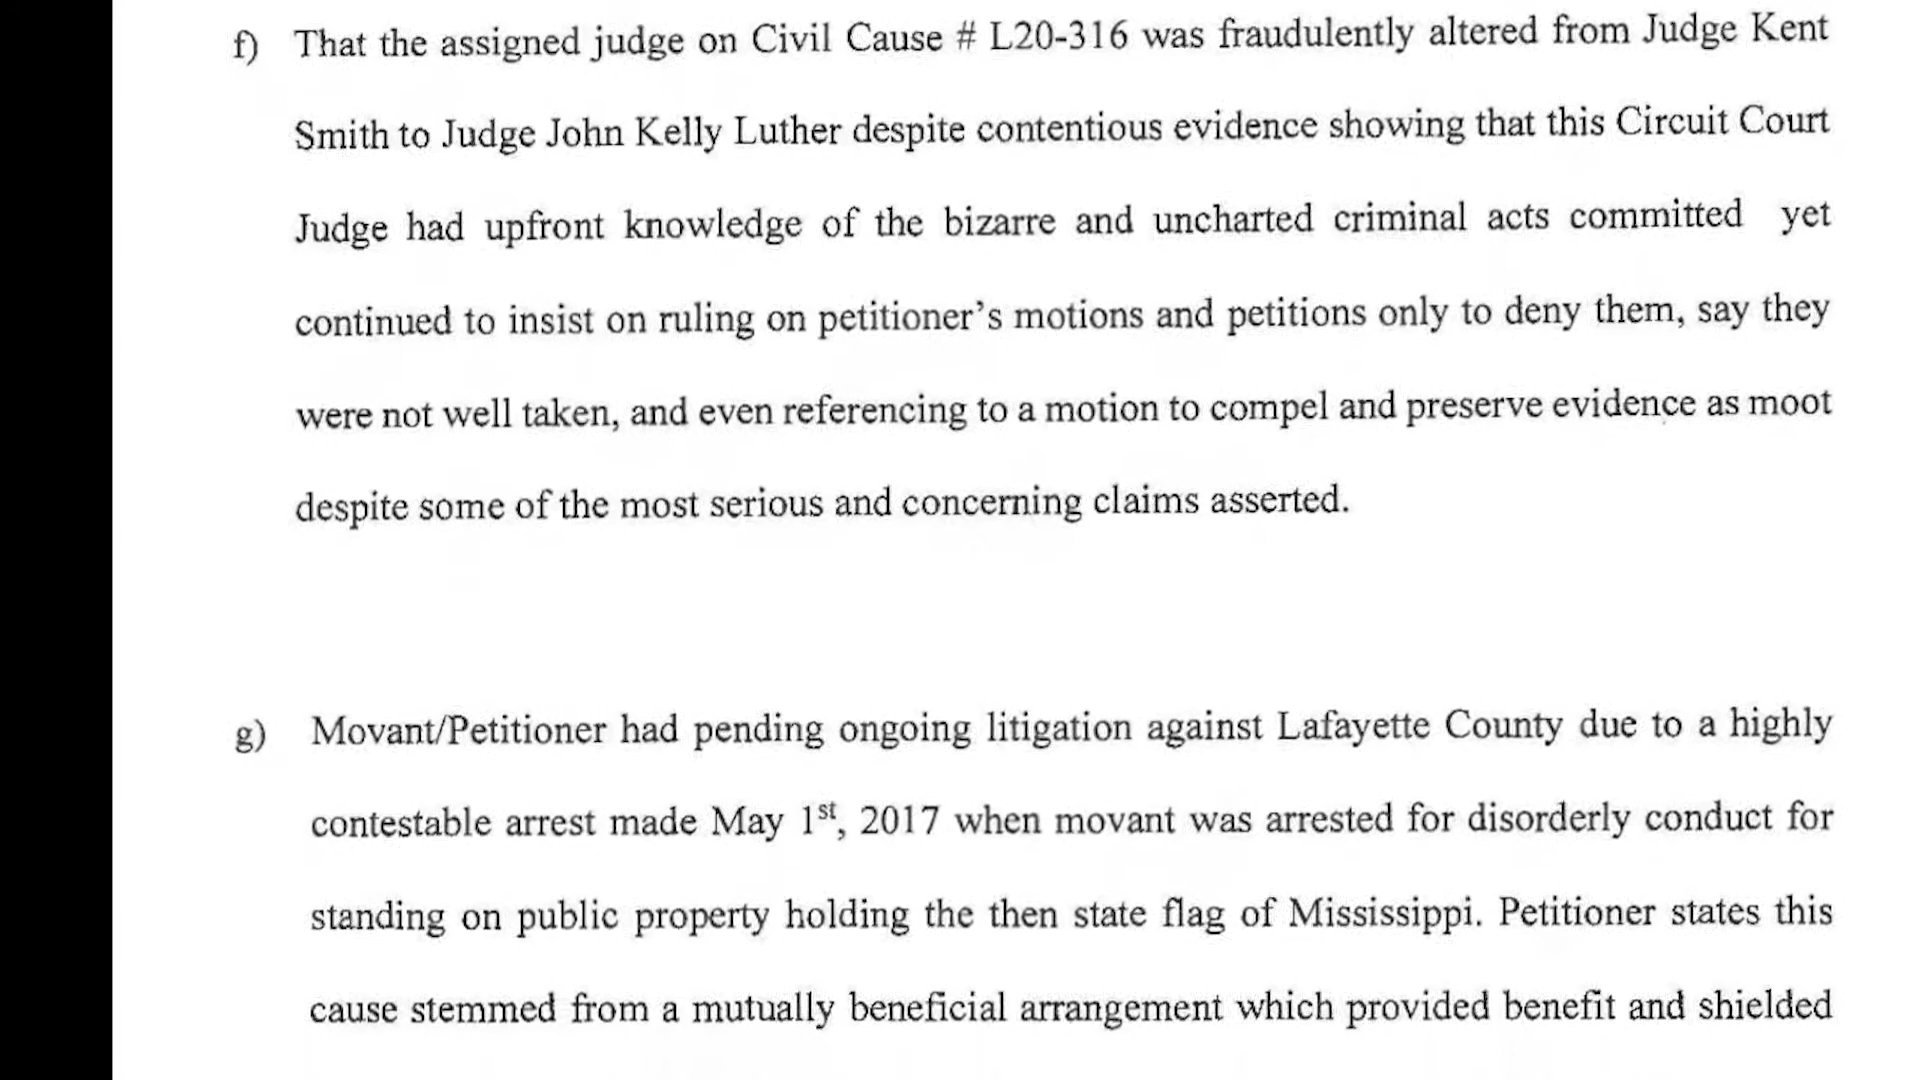 f) That the assigned judge on Civil Cause # L20-316 was fraudulently altered from Judge Kent
Smith to Judge John Kelly Luther despite contentious evidence showing that this Circuit Court
Judge had upfront knowledge of the bizarre and uncharted criminal acts committed yet
continued to insist on ruling on petitioner's motions and petitions only to deny them, say they
were not well taken, and even referencing to a motion to compel and preserve evidence as moot
despite some of the most serious and concerning claims asserted.
g) Movant/Petitioner had pending ongoing litigation against Lafayette County due to a highly
contestable arrest made May 1st, 2017 when movant was arrested for disorderly conduct for
standing on public property holding the then state flag of Mississippi. Petitioner states this
cause stemmed from a mutually beneficial arrangement which provided benefit and shielded